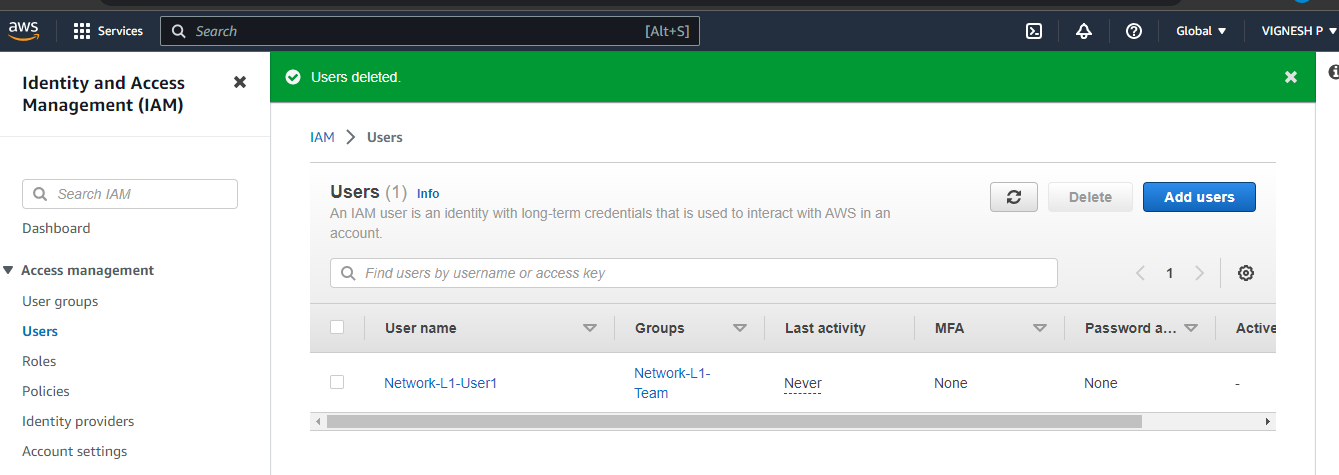 aws
Services
Search
[Alt+S]
Global
VIGNESH P
Identity and Access
Management (IAM)
Search IAM
Dashboard
Access management
User groups
Users
Roles
Policies
Identity providers
Account settings
Users deleted.
IAM
Users
Users (1) Info
An IAM user is an identity with long-term credentials that is used to interact with AWS in an
account.
Delete
Add users
Find users by username or access key
1
User name
Groups
Last activity
MFA
Password a...
Active
Network-L1-User1
Network-L1-
Team
Never
None
None
-